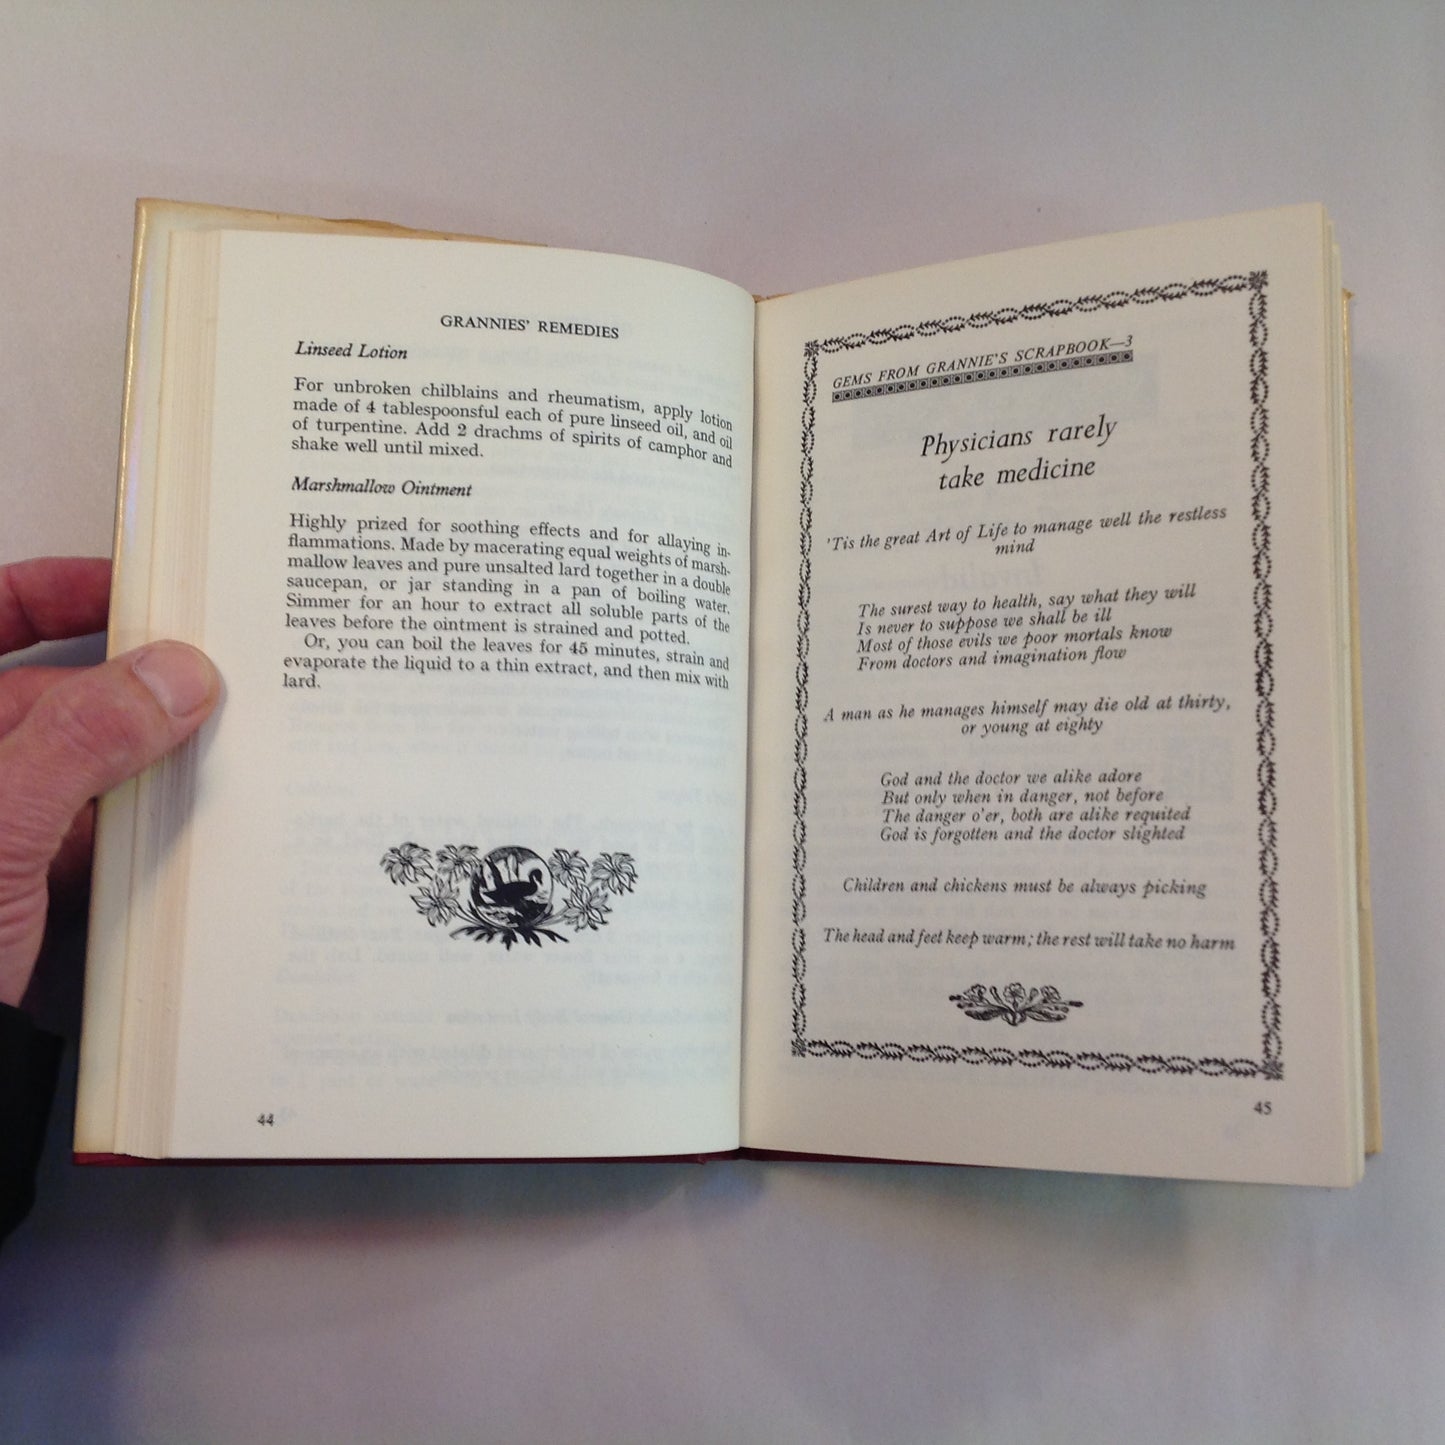 GRANNIES' REMEDIES
Linseed Lotion
For unbroken chilblains and rheumatism, apply lotion
made of 4 tablespoonsful each of pure linseed oil, and oil
of turpentine. Add 2 drachms of spirits of camphor and
shake well until mixed.
Marshmallow Ointment
Highly prized for soothing effects and for allaying in-
flammations. Made by macerating equal weights of marsh-
mallow leaves and pure unsalted lard together in a double
saucepan, or jar standing in a pan of boiling water.
Simmer for an hour to extract all soluble parts of the
leaves before the ointment is strained and potted.
Or, you can boil the leaves for 45 minutes, strain and
evaporate the liquid to a thin extract, and then mix with
lard.
44
GEMS FROM GRANNIE'S SCRAPBOOK—3
Physicians rarely
take medicine
'Tis the great Art of Life to manage well the restless
mind
The surest way to health, say what they will
Is never to suppose we shall be ill
Most of those evils we poor mortals know
From doctors and imagination flow
A man as he manages himself may die old at thirty,
or young at eighty
God and the doctor we alike adore
But only when in danger, not before
The danger o'er, both are alike requited
God is forgotten and the doctor slighted
Children and chickens must be always picking
The head and feet keep warm; the rest will take no harm
45